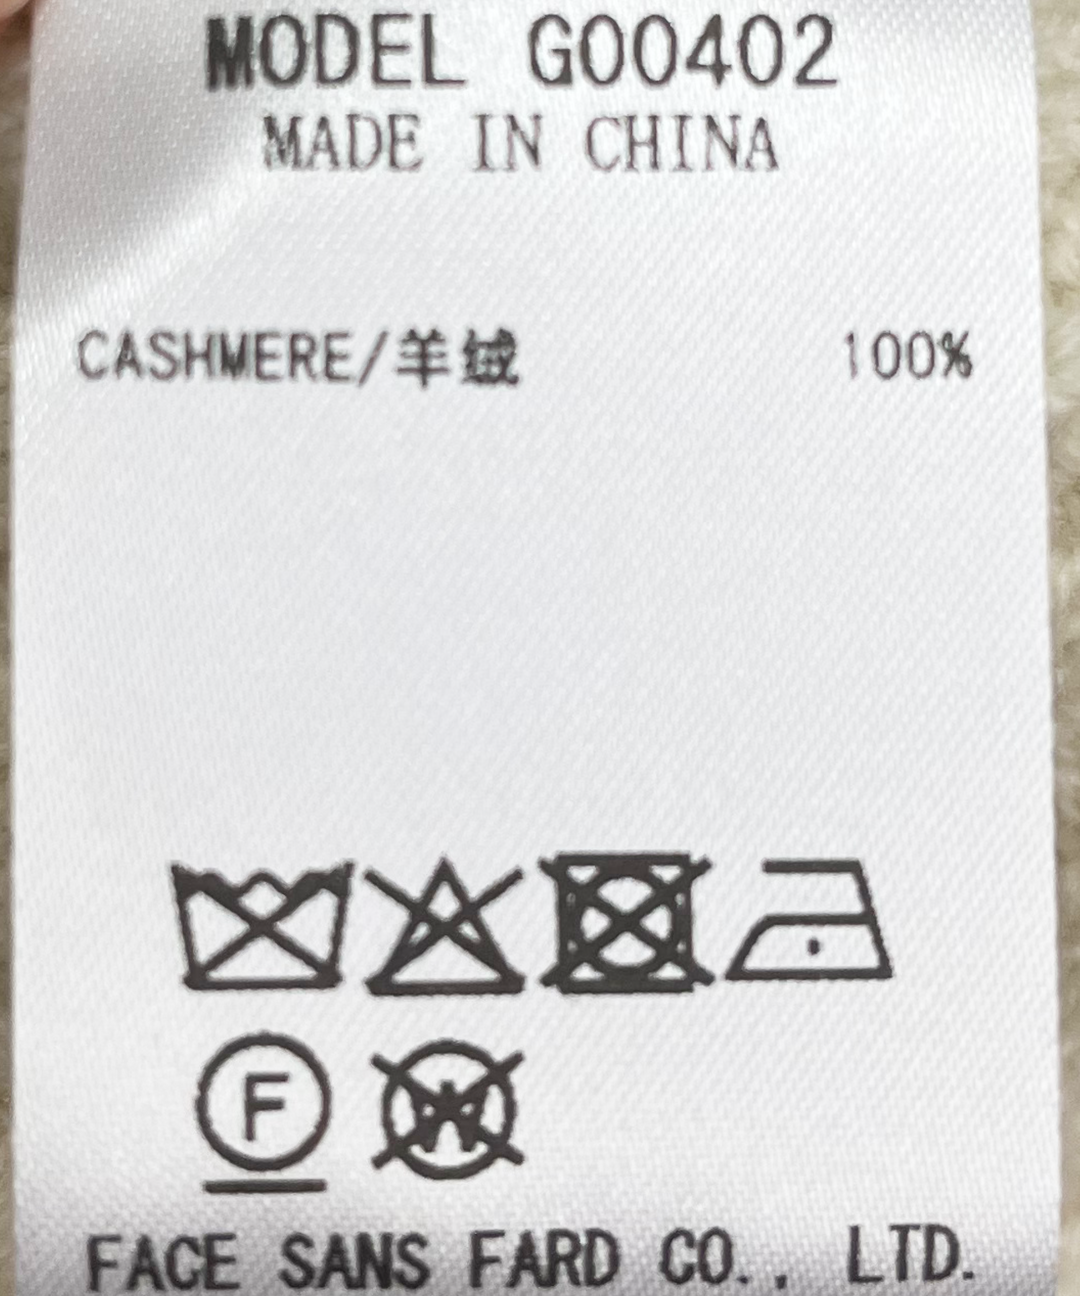 MODEL G00402
MADE IN CHINA
CASHMERE/羊绒 100%
F
W
FACE SANS FARD CO., LTD.